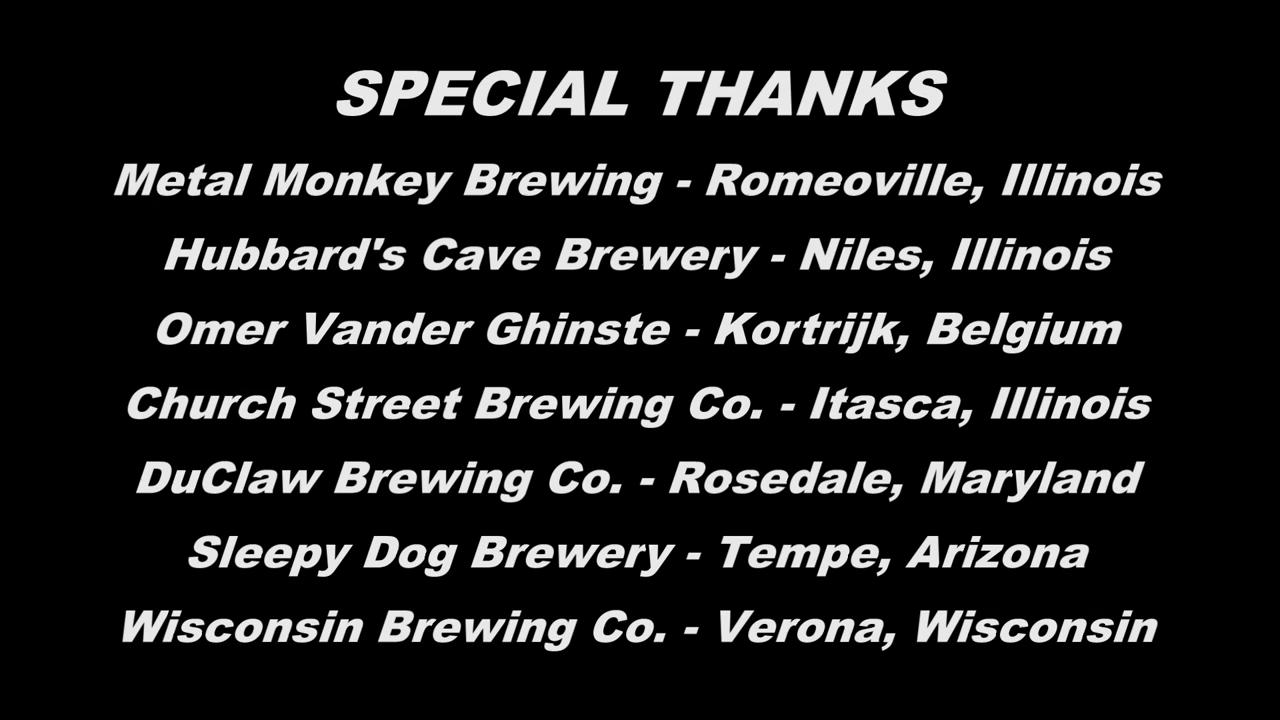 SPECIAL THANKS
Metal Monkey Brewing - Romeoville, Illinois
Hubbard's Cave Brewery - Niles, Illinois
Omer Vander Ghinste - Kortrijk, Belgium
Church Street Brewing Co. - Itasca, Illinois
DuClaw Brewing Co. - Rosedale, Maryland
Sleepy Dog Brewery - Tempe, Arizona
Wisconsin Brewing Co. - Verona, Wisconsin